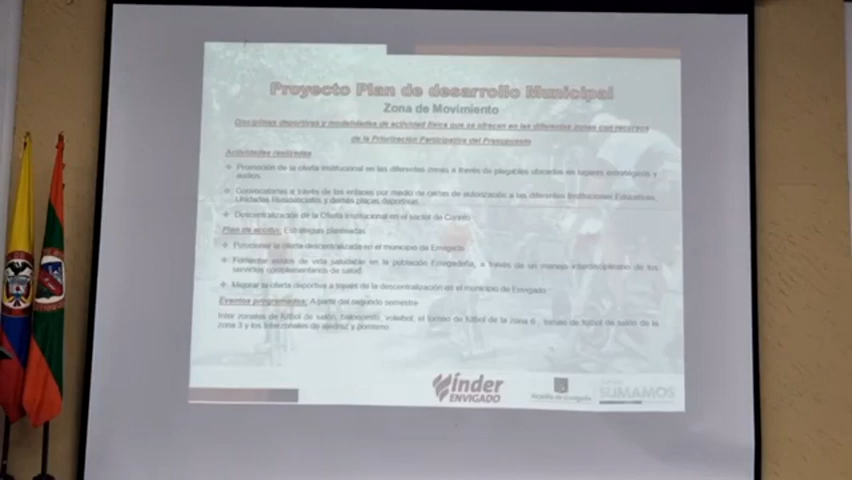 Proyecto Plan de desarrollo Municipal
Zona de Movimiento
Disciplinas deportivas y modalidades de actividad física que se ofrecen en las diferentes zonas con recursos
de la Priorización Participativa del Presupuesto
Actividades realizadas
Promoción de la oferta institucional en las diferentes zonas a través de plegables ubicados en lugares estratégicos y
audios.
Convocatorias a través de los enlaces por medio de cartas de autorización a las diferentes Instituciones Educativas,
Unidades Residenciales y demás placas deportivas.
Descentralización de la Oferta Institucional en el sector de
Plan de acción: Estrategias planteadas
Posicionar la oferta descentralizada en el municipio de Envigado
Fomentar estilos de vida saludable en la población Envigadeña, a través de un manejo interdisciplinario de los
servicios complementarios de salud.
Mejorar la oferta deportiva a través de la descentralización en el municipio de Envigado
Eventos programados: A partir del segundo semestre
Inter zonales de fútbol de salón, baloncesto, voleibol, el torneo de fútbol de la zona 6 , torneo de fútbol de salón de la
zona 3 y los Interzonales de ajedrez y porrismo
Índer
ENVIGADO
Alcaldía de Envigado
SUMAMOS